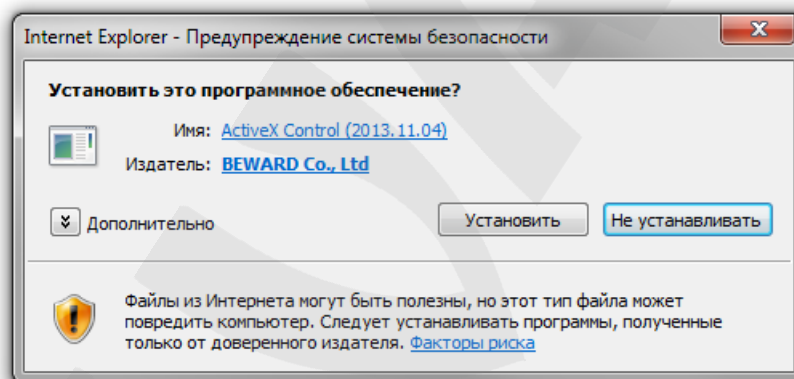 Internet Explorer - Предупреждение системы безопасности
Установить это программное обеспечение?
Имя: ActiveX Control (2013.11.04)
Издатель: BEWARD Co., Ltd
Дополнительно
Установить
Не устанавливать
Файлы из Интернета могут быть полезны, но этот тип файла может
повредить компьютер. Следует устанавливать программы, полученные
только от доверенного издателя. Факторы риска